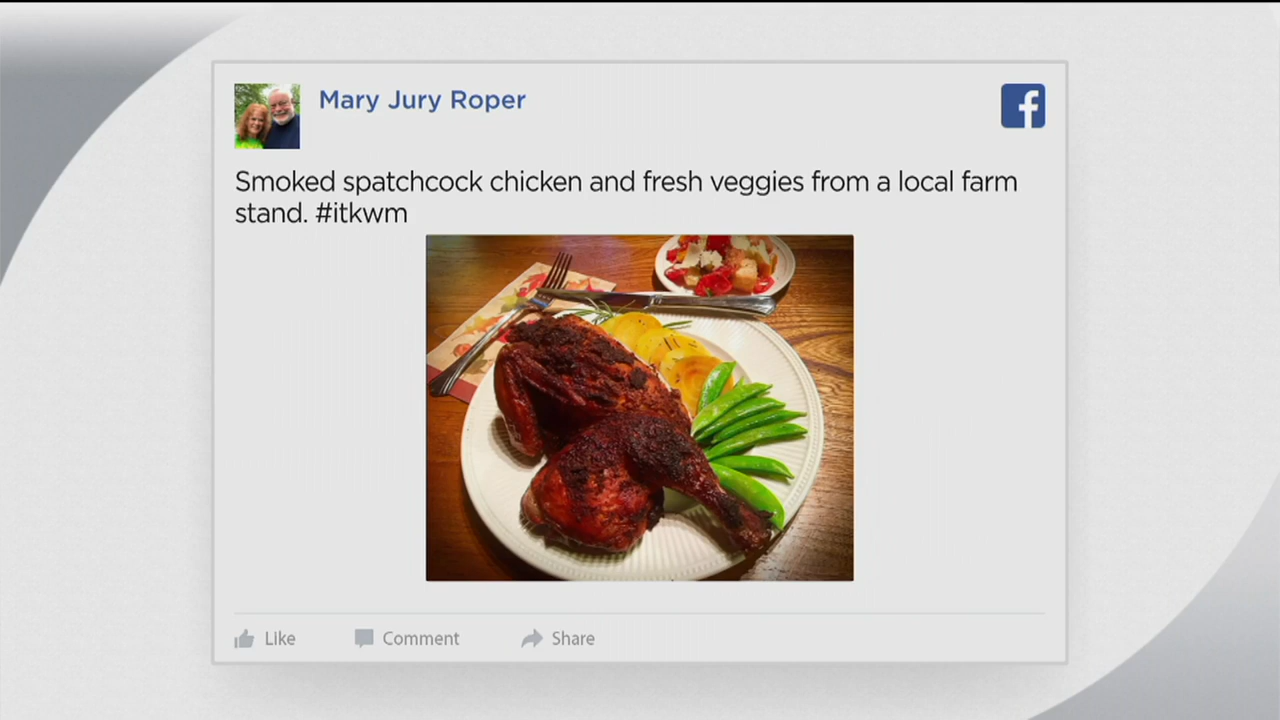 Mary Jury Roper
Smoked spatchcock chicken and fresh veggies from a local farm
stand. #itkwm
Like
Comment
Share